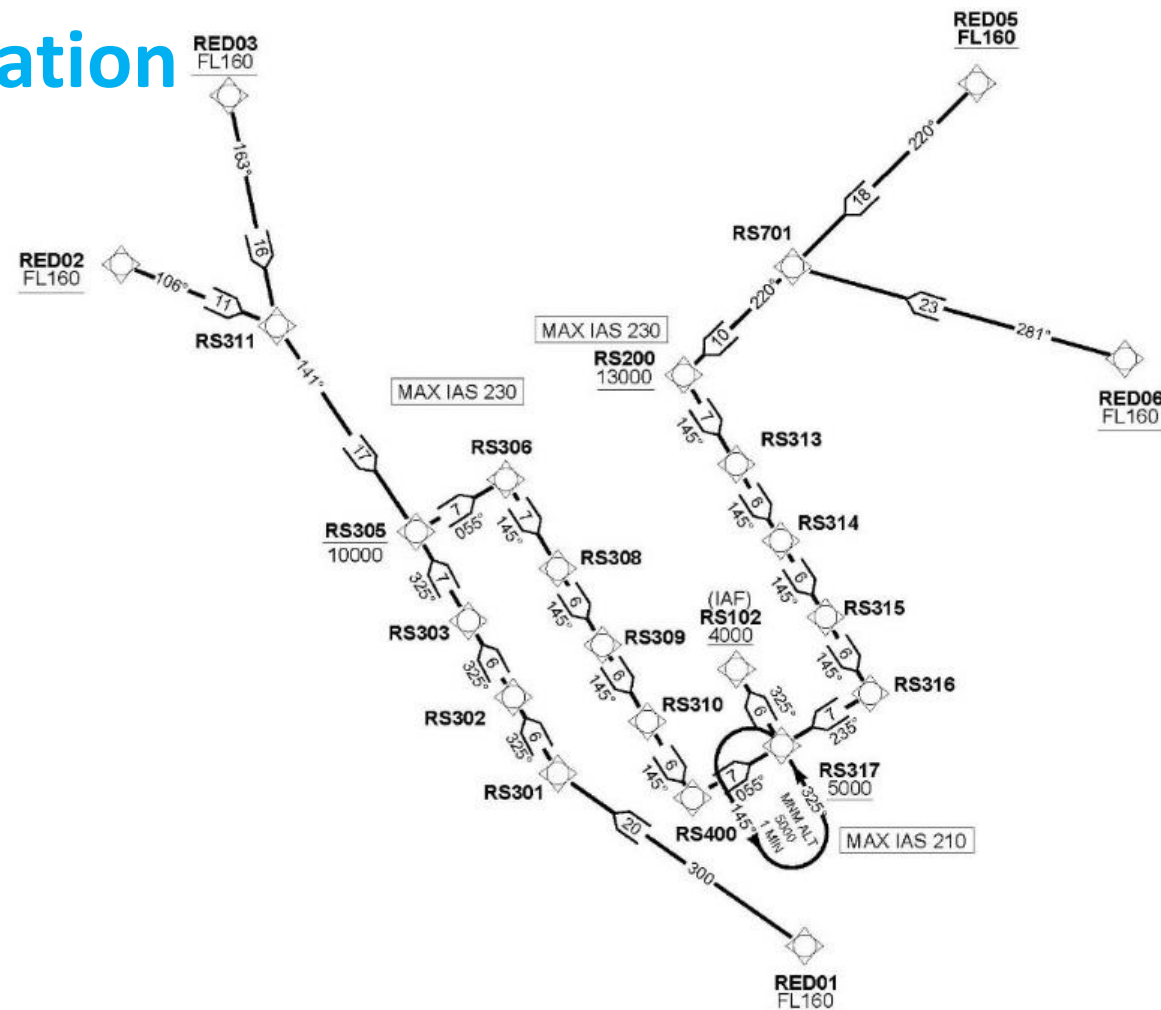 ation
RED03
FL160
163°
16
RED02
FL160
106°
11
RS311
141°
17
MAX IAS 230
RS305
10000
7
055°
RS306
7
145°
RS308
6
145°
RS309
6
145°
RS310
6
145°
RS400
7
055°
7
325°
RS303
6
325°
RS302
6
325°
RS301
20
300
RED01
FL160
RED05
FL160
220°
18
RS701
23
281°
RED06
FL160
220°
10
MAX IAS 230
RS200
13000
7
145°
RS313
6
145°
RS314
6
145°
RS315
6
145°
RS316
7
235°
RS317
5000
(IAF)
RS102
4000
325°
6
325°
MNM ALT
5000
1 MIN
145°
MAX IAS 210